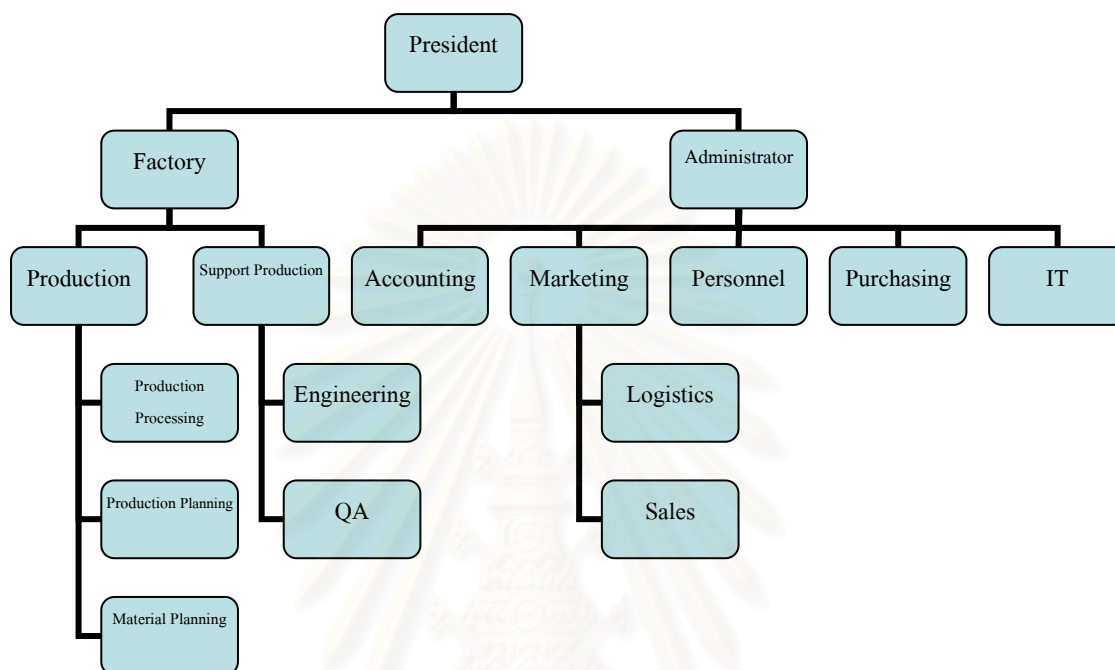 President
Factory
Administrator
Production
Support Production
Accounting
Marketing
Personnel
Purchasing
IT
Production
Processing
Engineering
Logistics
Production Planning
QA
Sales
Material Planning